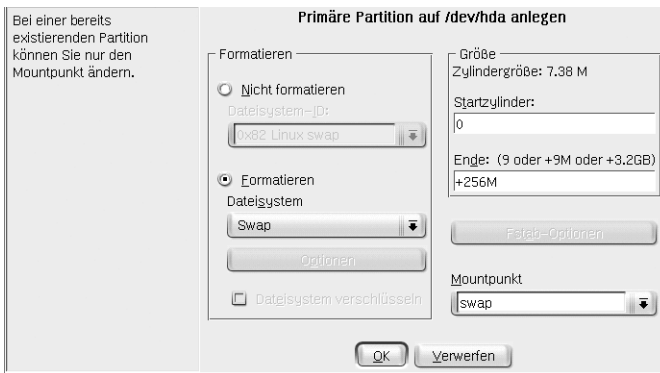 Bei einer bereits
existierenden Partition
können Sie nur den
Mountpunkt ändern.
Primäre Partition auf /dev/hda anlegen
Formatieren
Nicht formatieren
Dateisystem-ID:
0x82 Linux swap
Formatieren
Dateisystem
Swap
Optionen
Dateisystem verschlüsseln
Größe
Zylindergröße: 7.38 M
Startzylinder:
0
Ende: (9 oder +9M oder +3.2GB)
+256M
Fstab-Optionen
Mountpunkt
swap
OK
Verwerfen